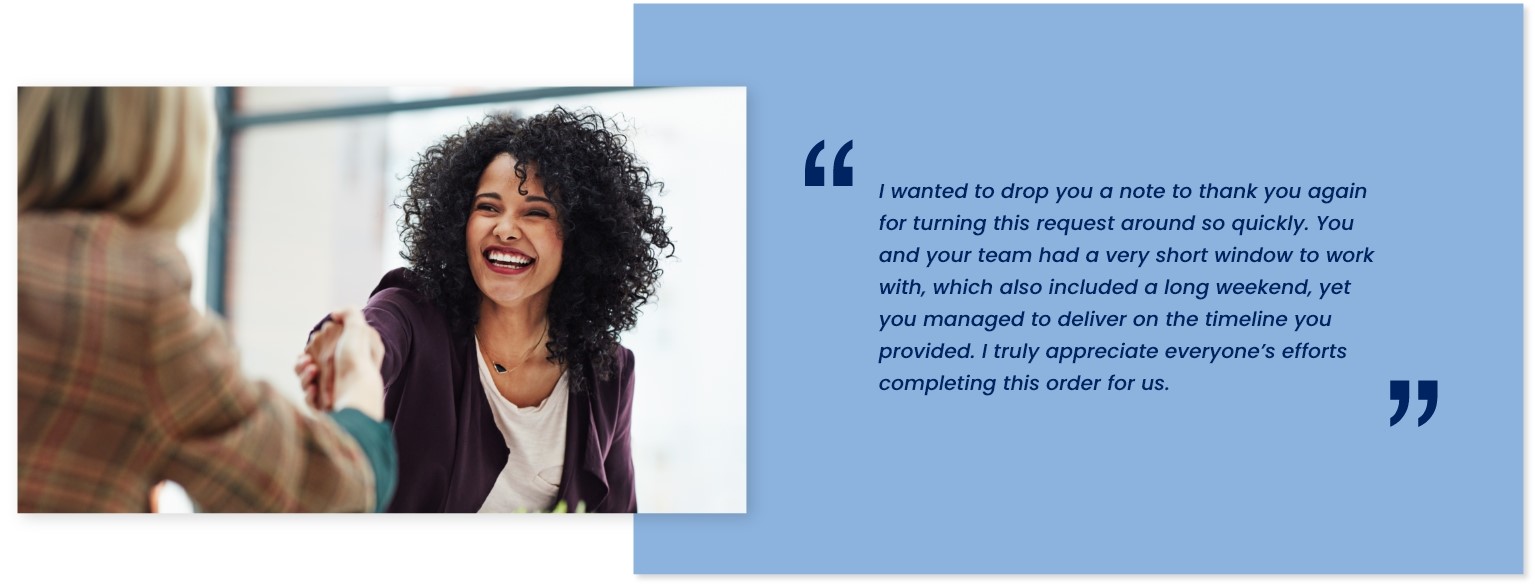 “
I wanted to drop you a note to thank you again
for turning this request around so quickly. You
and your team had a very short window to work
with, which also included a long weekend, yet
you managed to deliver on the timeline you
provided. I truly appreciate everyone’s efforts
completing this order for us.
”